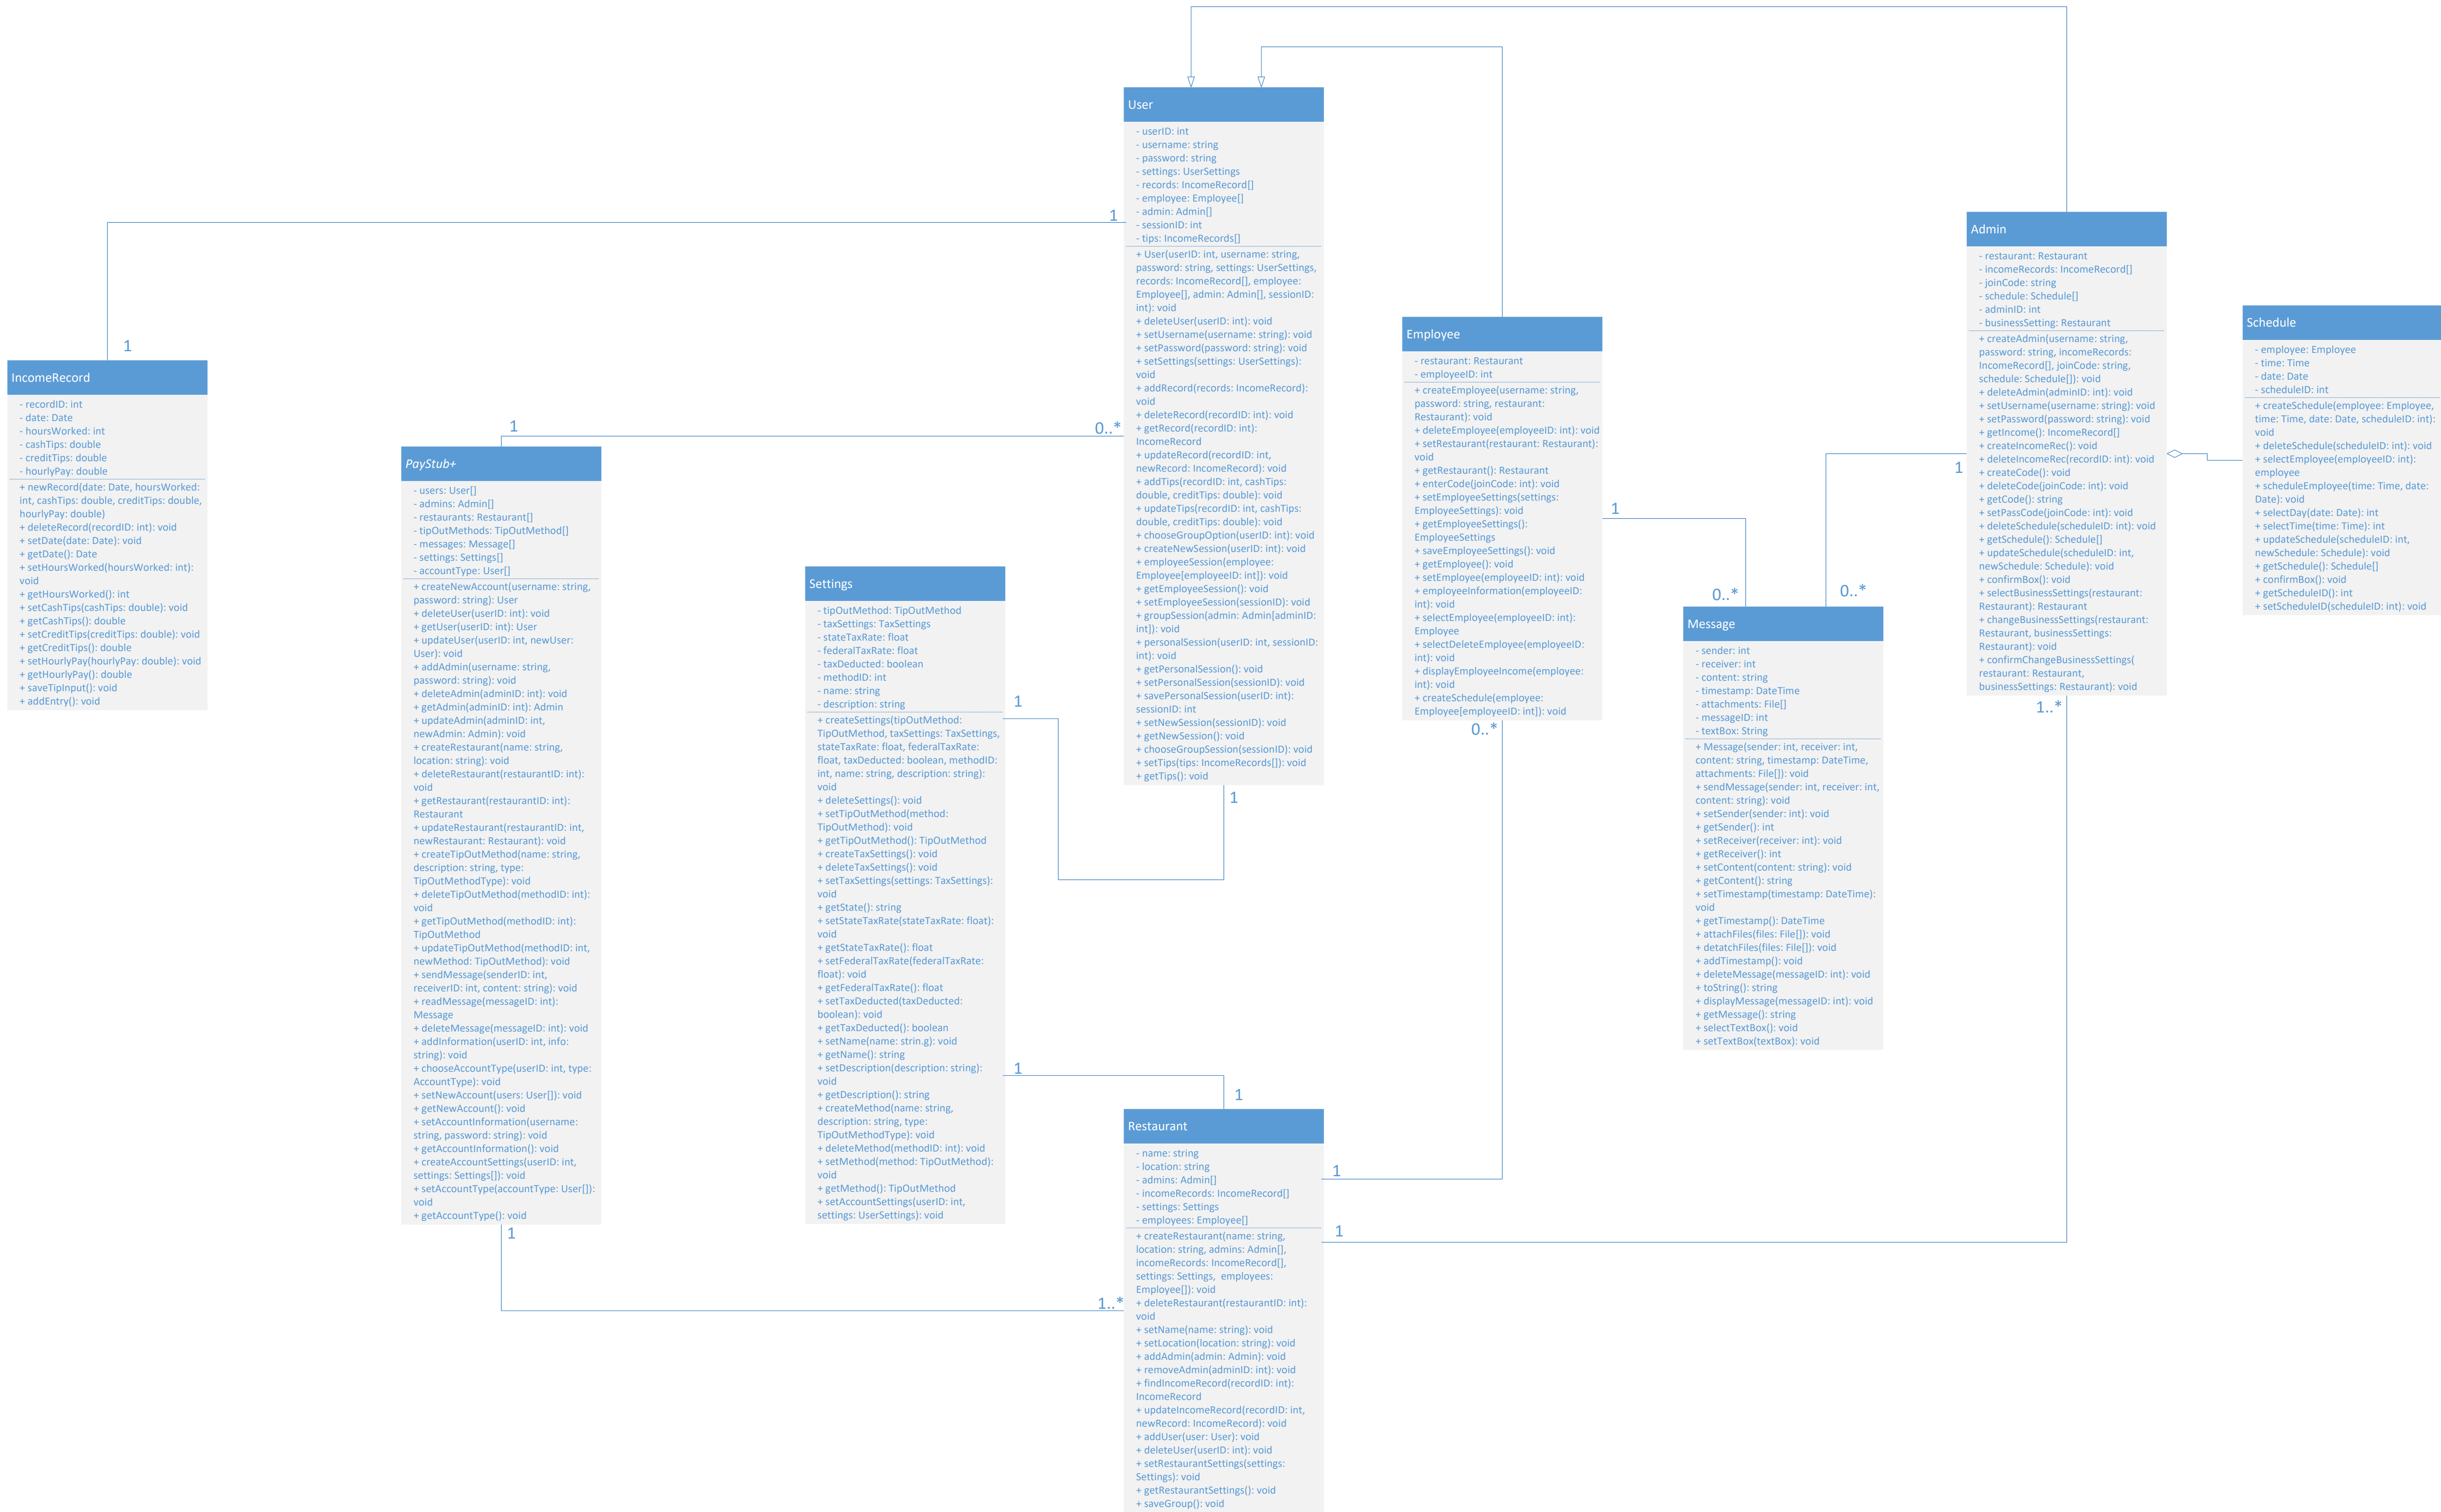 User
- userID: int
- username: string
- password: string
- settings: UserSettings
- records: IncomeRecord[]
- employee: Employee[]
- admin: Admin[]
- sessionID: int
- tips: IncomeRecords[]
+ User(userID: int, username: string,
password: string, settings: UserSettings,
records: IncomeRecord[], employee:
Employee[], admin: Admin[], sessionID:
int): void
+ deleteUser(userID: int): void
+ setUsername(username: string): void
+ setPassword(password: string): void
+ setSettings(settings: UserSettings):
void
+ addRecord(records: IncomeRecord):
void
+ deleteRecord(recordID: int): void
+ getRecord(recordID: int):
IncomeRecord
+ updateRecord(recordID: int,
newRecord: IncomeRecord): void
+ addTips(recordID: int, cashTips:
double, creditTips: double): void
+ updateTips(recordID: int, cashTips:
double, creditTips: double): void
+ chooseGroupOption(userID: int): void
+ createNewSession(userID: int): void
+ employeeSession(employee:
Employee[employeeID: int]): void
+ getEmployeeSession(): void
+ setEmployeeSession(sessionID): void
+ groupSession(admin: Admin[adminID:
int]): void
+ personalSession(userID: int, sessionID:
int): void
+ getPersonalSession(): void
+ setPersonalSession(sessionID): void
+ savePersonalSession(userID: int):
sessionID: int
+ setNewSession(sessionID): void
+ getNewSession(): void
+ chooseGroupSession(sessionID): void
+ setTips(tips: IncomeRecords[]): void
+ getTips(): void
1
0..*
1
1
IncomeRecord
- recordID: int
- date: Date
- hoursWorked: int
- cashTips: double
- creditTips: double
- hourlyPay: double
+ newRecord(date: Date, hoursWorked:
int, cashTips: double, creditTips: double,
hourlyPay: double)
+ deleteRecord(recordID: int): void
+ setDate(date: Date): void
+ getDate(): Date
+ setHoursWorked(hoursWorked: int):
void
+ getHoursWorked(): int
+ setCashTips(cashTips: double): void
+ getCashTips(): double
+ setCreditTips(creditTips: double): void
+ getCreditTips(): double
+ setHourlyPay(hourlyPay: double): void
+ getHourlyPay(): double
+ saveTipInput(): void
+ addEntry(): void
1
PayStub+
- users: User[]
- admins: Admin[]
- restaurants: Restaurant[]
- tipOutMethods: TipOutMethod[]
- messages: Message[]
- settings: Settings[]
- accountType: User[]
+ createNewAccount(username: string,
password: string): User
+ deleteUser(userID: int): void
+ getUser(userID: int): User
+ updateUser(userID: int, newUser:
User): void
+ addAdmin(username: string,
password: string): void
+ deleteAdmin(adminID: int): void
+ getAdmin(adminID: int): Admin
+ updateAdmin(adminID: int,
newAdmin: Admin): void
+ createRestaurant(name: string,
location: string): void
+ deleteRestaurant(restaurantID: int):
void
+ getRestaurant(restaurantID: int):
Restaurant
+ updateRestaurant(restaurantID: int,
newRestaurant: Restaurant): void
+ createTipOutMethod(name: string,
description: string, type:
TipOutMethodType): void
+ deleteTipOutMethod(methodID: int):
void
+ getTipOutMethod(methodID: int):
TipOutMethod
+ updateTipOutMethod(methodID: int,
newMethod: TipOutMethod): void
+ sendMessage(senderID: int,
receiverID: int, content: string): void
+ readMessage(messageID: int):
Message
+ deleteMessage(messageID: int): void
+ addInformation(userID: int, info:
string): void
+ chooseAccountType(userID: int, type:
AccountType): void
+ setNewAccount(users: User[]): void
+ getNewAccount(): void
+ setAccountInformation(username:
string, password: string): void
+ getAccountInformation(): void
+ createAccountSettings(userID: int,
settings: Settings[]): void
+ setAccountType(accountType: User[]):
void
+ getAccountType(): void
1
Settings
- tipOutMethod: TipOutMethod
- taxSettings: TaxSettings
- stateTaxRate: float
- federalTaxRate: float
- taxDeducted: boolean
- methodID: int
- name: string
- description: string
+ createSettings(tipOutMethod:
TipOutMethod, taxSettings: TaxSettings,
stateTaxRate: float, federalTaxRate:
float, taxDeducted: boolean, methodID:
int, name: string, description: string):
void
+ deleteSettings(): void
+ setTipOutMethod(method:
TipOutMethod): void
+ getTipOutMethod(): TipOutMethod
+ createTaxSettings(): void
+ deleteTaxSettings(): void
+ setTaxSettings(settings: TaxSettings):
void
+ getState(): string
+ setStateTaxRate(stateTaxRate: float):
void
+ getStateTaxRate(): float
+ setFederalTaxRate(federalTaxRate:
float): void
+ getFederalTaxRate(): float
+ setTaxDeducted(taxDeducted:
boolean): void
+ getTaxDeducted(): boolean
+ setName(name: strin.g): void
+ getName(): string
+ setDescription(description: string):
void
+ getDescription(): string
+ createMethod(name: string,
description: string, type:
TipOutMethodType): void
+ deleteMethod(methodID: int): void
+ setMethod(method: TipOutMethod):
void
+ getMethod(): TipOutMethod
+ setAccountSettings(userID: int,
settings: UserSettings): void
1
1
1
Restaurant
- name: string
- location: string
- admins: Admin[]
- incomeRecords: IncomeRecord[]
- settings: Settings
- employees: Employee[]
+ createRestaurant(name: string,
location: string, admins: Admin[],
incomeRecords: IncomeRecord[],
settings: Settings,  employees:
Employee[]): void
+ deleteRestaurant(restaurantID: int):
void
+ setName(name: string): void
+ setLocation(location: string): void
+ addAdmin(admin: Admin): void
+ removeAdmin(adminID: int): void
+ findIncomeRecord(recordID: int):
IncomeRecord
+ updateIncomeRecord(recordID: int,
newRecord: IncomeRecord): void
+ addUser(user: User): void
+ deleteUser(userID: int): void
+ setRestaurantSettings(settings:
Settings): void
+ getRestaurantSettings(): void
+ saveGroup(): void
1
1
1..*
Employee
- restaurant: Restaurant
- employeeID: int
+ createEmployee(username: string,
password: string, restaurant:
Restaurant): void
+ deleteEmployee(employeeID: int): void
+ setRestaurant(restaurant: Restaurant):
void
+ getRestaurant(): Restaurant
+ enterCode(joinCode: int): void
+ setEmployeeSettings(settings:
EmployeeSettings): void
+ getEmployeeSettings():
EmployeeSettings
+ saveEmployeeSettings(): void
+ getEmployee(): void
+ setEmployee(employeeID: int): void
+ employeeInformation(employeeID:
int): void
+ selectEmployee(employeeID: int):
Employee
+ selectDeleteEmployee(employeeID:
int): void
+ displayEmployeeIncome(employee:
int): void
+ createSchedule(employee:
Employee[employeeID: int]): void
1
0..*
0..*
0..*
Message
- sender: int
- receiver: int
- content: string
- timestamp: DateTime
- attachments: File[]
- messageID: int
- textBox: String
+ Message(sender: int, receiver: int,
content: string, timestamp: DateTime,
attachments: File[]): void
+ sendMessage(sender: int, receiver: int,
content: string): void
+ setSender(sender: int): void
+ getSender(): int
+ setReceiver(receiver: int): void
+ getReceiver(): int
+ setContent(content: string): void
+ getContent(): string
+ setTimestamp(timestamp: DateTime):
void
+ getTimestamp(): DateTime
+ attachFiles(files: File[]): void
+ detatchFiles(files: File[]): void
+ addTimestamp(): void
+ deleteMessage(messageID: int): void
+ toString(): string
+ displayMessage(messageID: int): void
+ getMessage(): string
+ selectTextBox(): void
+ setTextBox(textBox): void
Admin
- restaurant: Restaurant
- incomeRecords: IncomeRecord[]
- joinCode: string
- schedule: Schedule[]
- adminID: int
- businessSetting: Restaurant
+ createAdmin(username: string,
password: string, incomeRecords:
IncomeRecord[], joinCode: string,
schedule: Schedule[]): void
+ deleteAdmin(adminID: int): void
+ setUsername(username: string): void
+ setPassword(password: string): void
+ getIncome(): IncomeRecord[]
+ createIncomeRec(): void
+ deleteIncomeRec(recordID: int): void
+ createCode(): void
+ deleteCode(joinCode: int): void
+ getCode(): string
+ setPassCode(joinCode: int): void
+ deleteSchedule(scheduleID: int): void
+ getSchedule(): Schedule[]
+ updateSchedule(scheduleID: int,
newSchedule: Schedule): void
+ confirmBox(): void
+ selectBusinessSettings(restaurant:
Restaurant): Restaurant
+ changeBusinessSettings(restaurant:
Restaurant, businessSettings:
Restaurant): void
+ confirmChangeBusinessSettings(
restaurant: Restaurant,
businessSettings: Restaurant): void
1
1..*
Schedule
- employee: Employee
- time: Time
- date: Date
- scheduleID: int
+ createSchedule(employee: Employee,
time: Time, date: Date, scheduleID: int):
void
+ deleteSchedule(scheduleID: int): void
+ selectEmployee(employeeID: int):
employee
+ scheduleEmployee(time: Time, date:
Date): void
+ selectDay(date: Date): int
+ selectTime(time: Time): int
+ updateSchedule(scheduleID: int,
newSchedule: Schedule): void
+ getSchedule(): Schedule[]
+ confirmBox(): void
+ getScheduleID(): int
+ setScheduleID(scheduleID: int): void